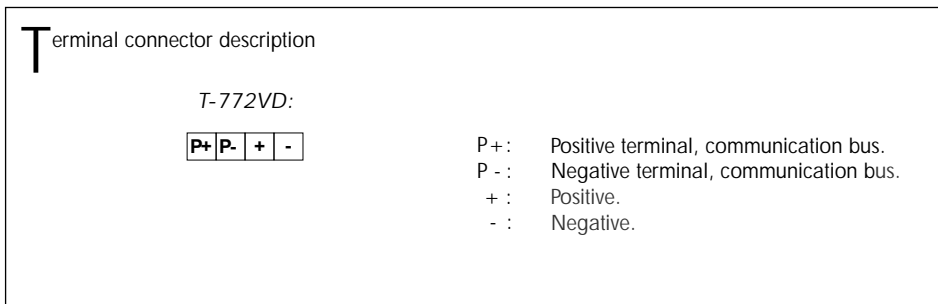 Terminal connector description
T-772VD:
P+ P- + -
P+: Positive terminal, communication bus.
P - : Negative terminal, communication bus.
+ : Positive.
- : Negative.